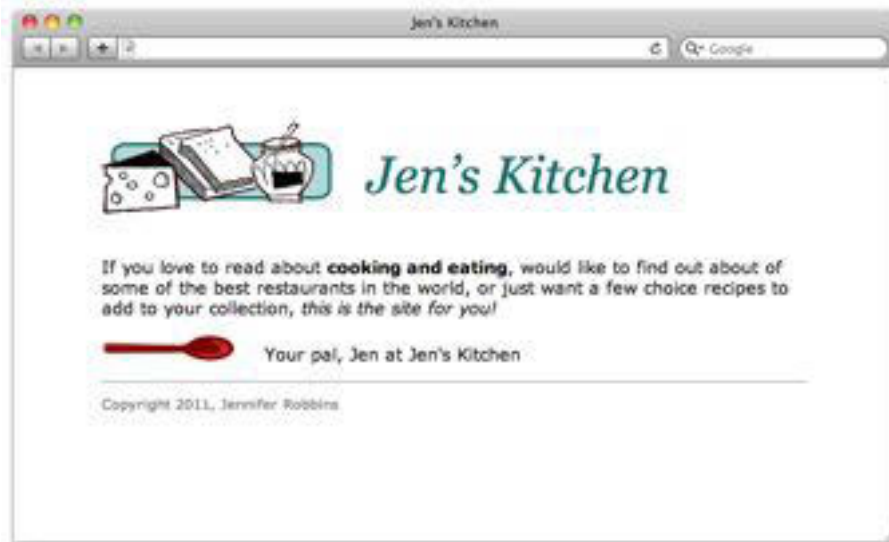 Jen's Kitchen
Google
Jen's Kitchen
If you love to read about cooking and eating, would like to find out about of
some of the best restaurants in the world, or just want a few choice recipes to
add to your collection, this is the site for you!
Your pal, Jen at Jen's Kitchen
Copyright 2011, Jennifer Robbins